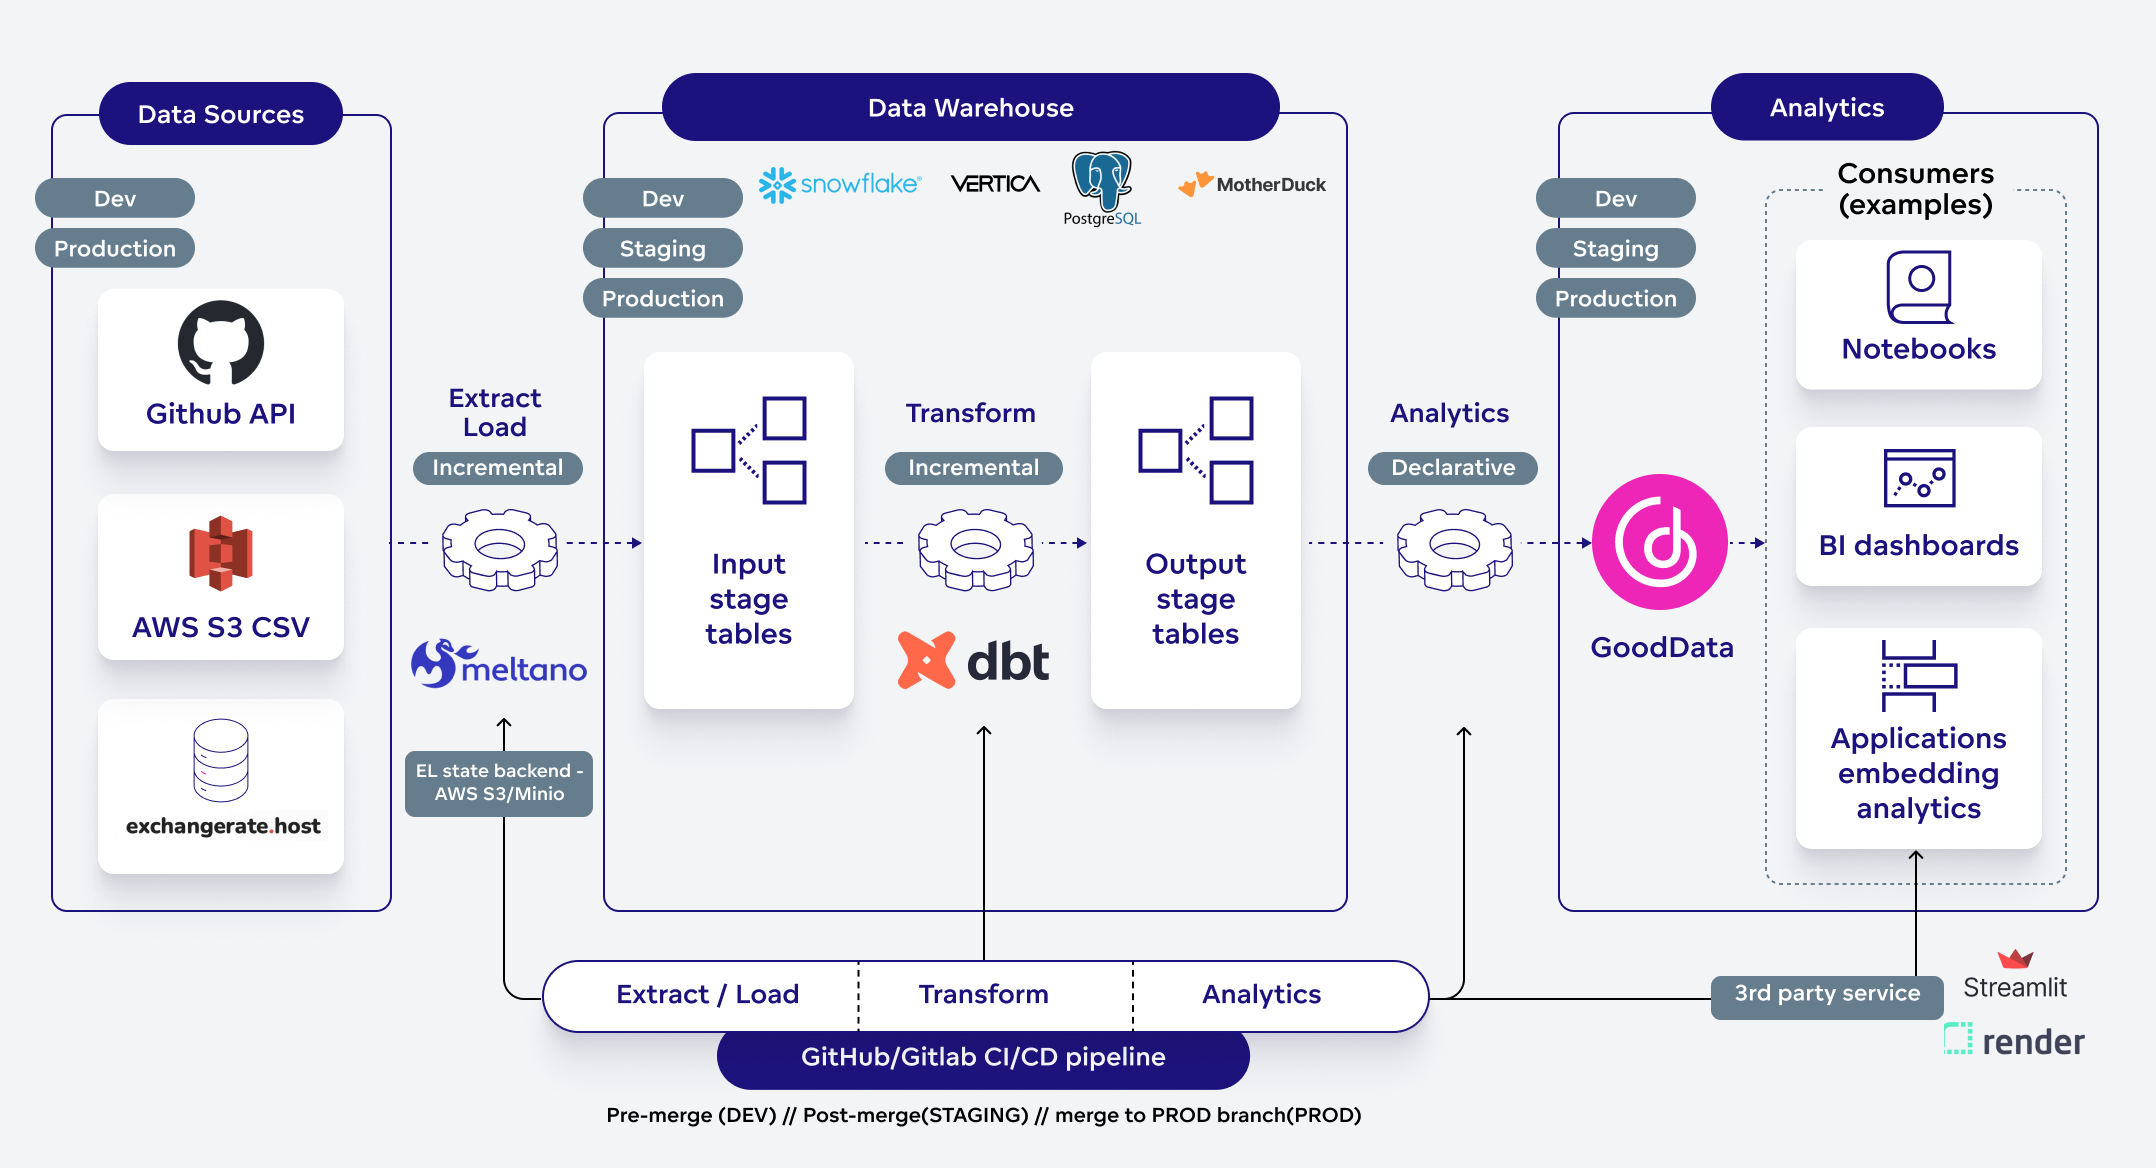 Data Sources
Dev
Production
Github API
AWS S3 CSV
exchangerate.host
Extract
Load
Incremental
meltano
EL state backend -
AWS S3/Minio
Data Warehouse
snowflake®
VERTICA
PostgreSQL
MotherDuck
Dev
Staging
Production
Input
stage
tables
Transform
Incremental
dbt
Output
stage
tables
Analytics
Declarative
Analytics
Dev
Staging
Production
GoodData
Consumers
(examples)
Notebooks
BI dashboards
Applications
embedding
analytics
Extract / Load
Transform
Analytics
GitHub/Gitlab CI/CD pipeline
Pre-merge (DEV) // Post-merge(STAGING) // merge to PROD branch(PROD)
3rd party service
Streamlit
render